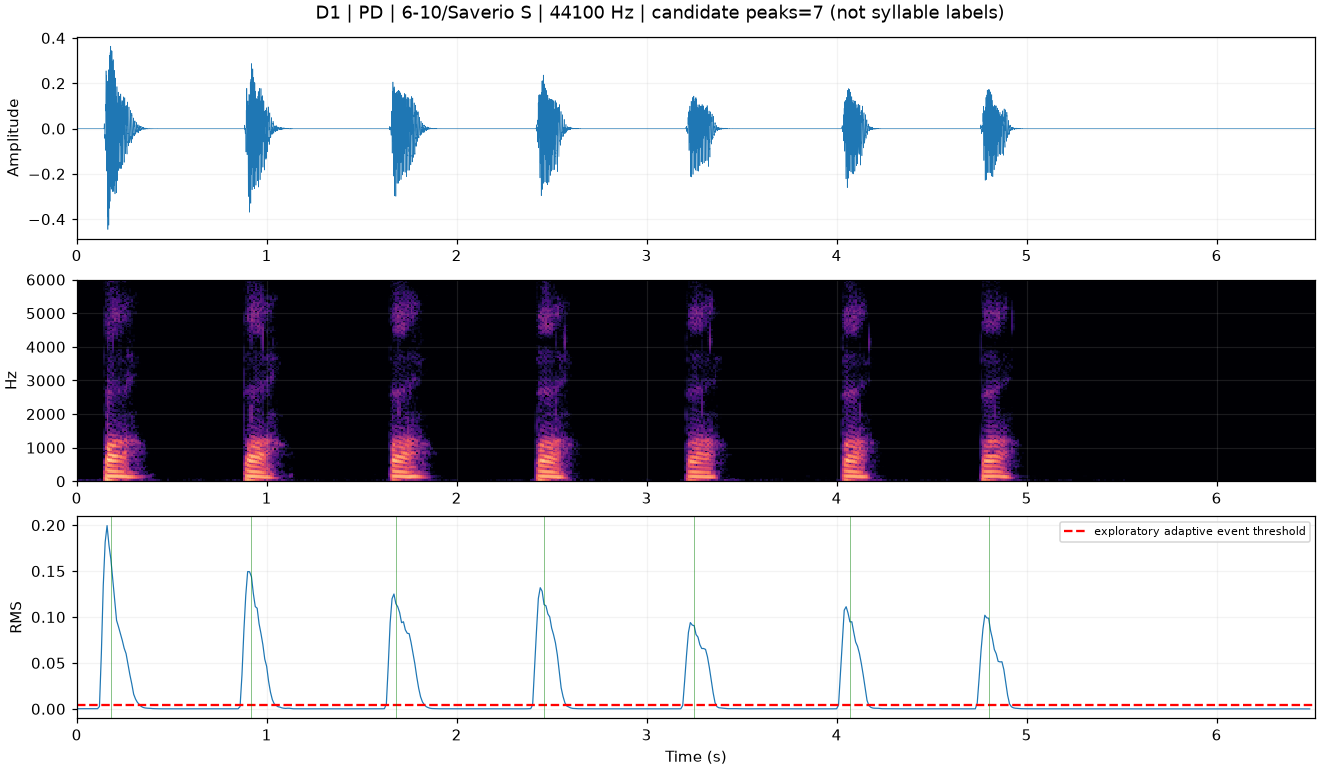 D1 | PD | 6-10/Saverio S | 44100 Hz | candidate peaks=7 (not syllable labels)
0.4
0.2
0.0
−0.2
−0.4
Amplitude
0 1 2 3 4 5 6
6000
5000
4000
3000
2000
1000
0
Hz
0 1 2 3 4 5 6
exploratory adaptive event threshold
0.20
0.15
0.10
0.05
0.00
RMS
0 1 2 3 4 5 6
Time (s)